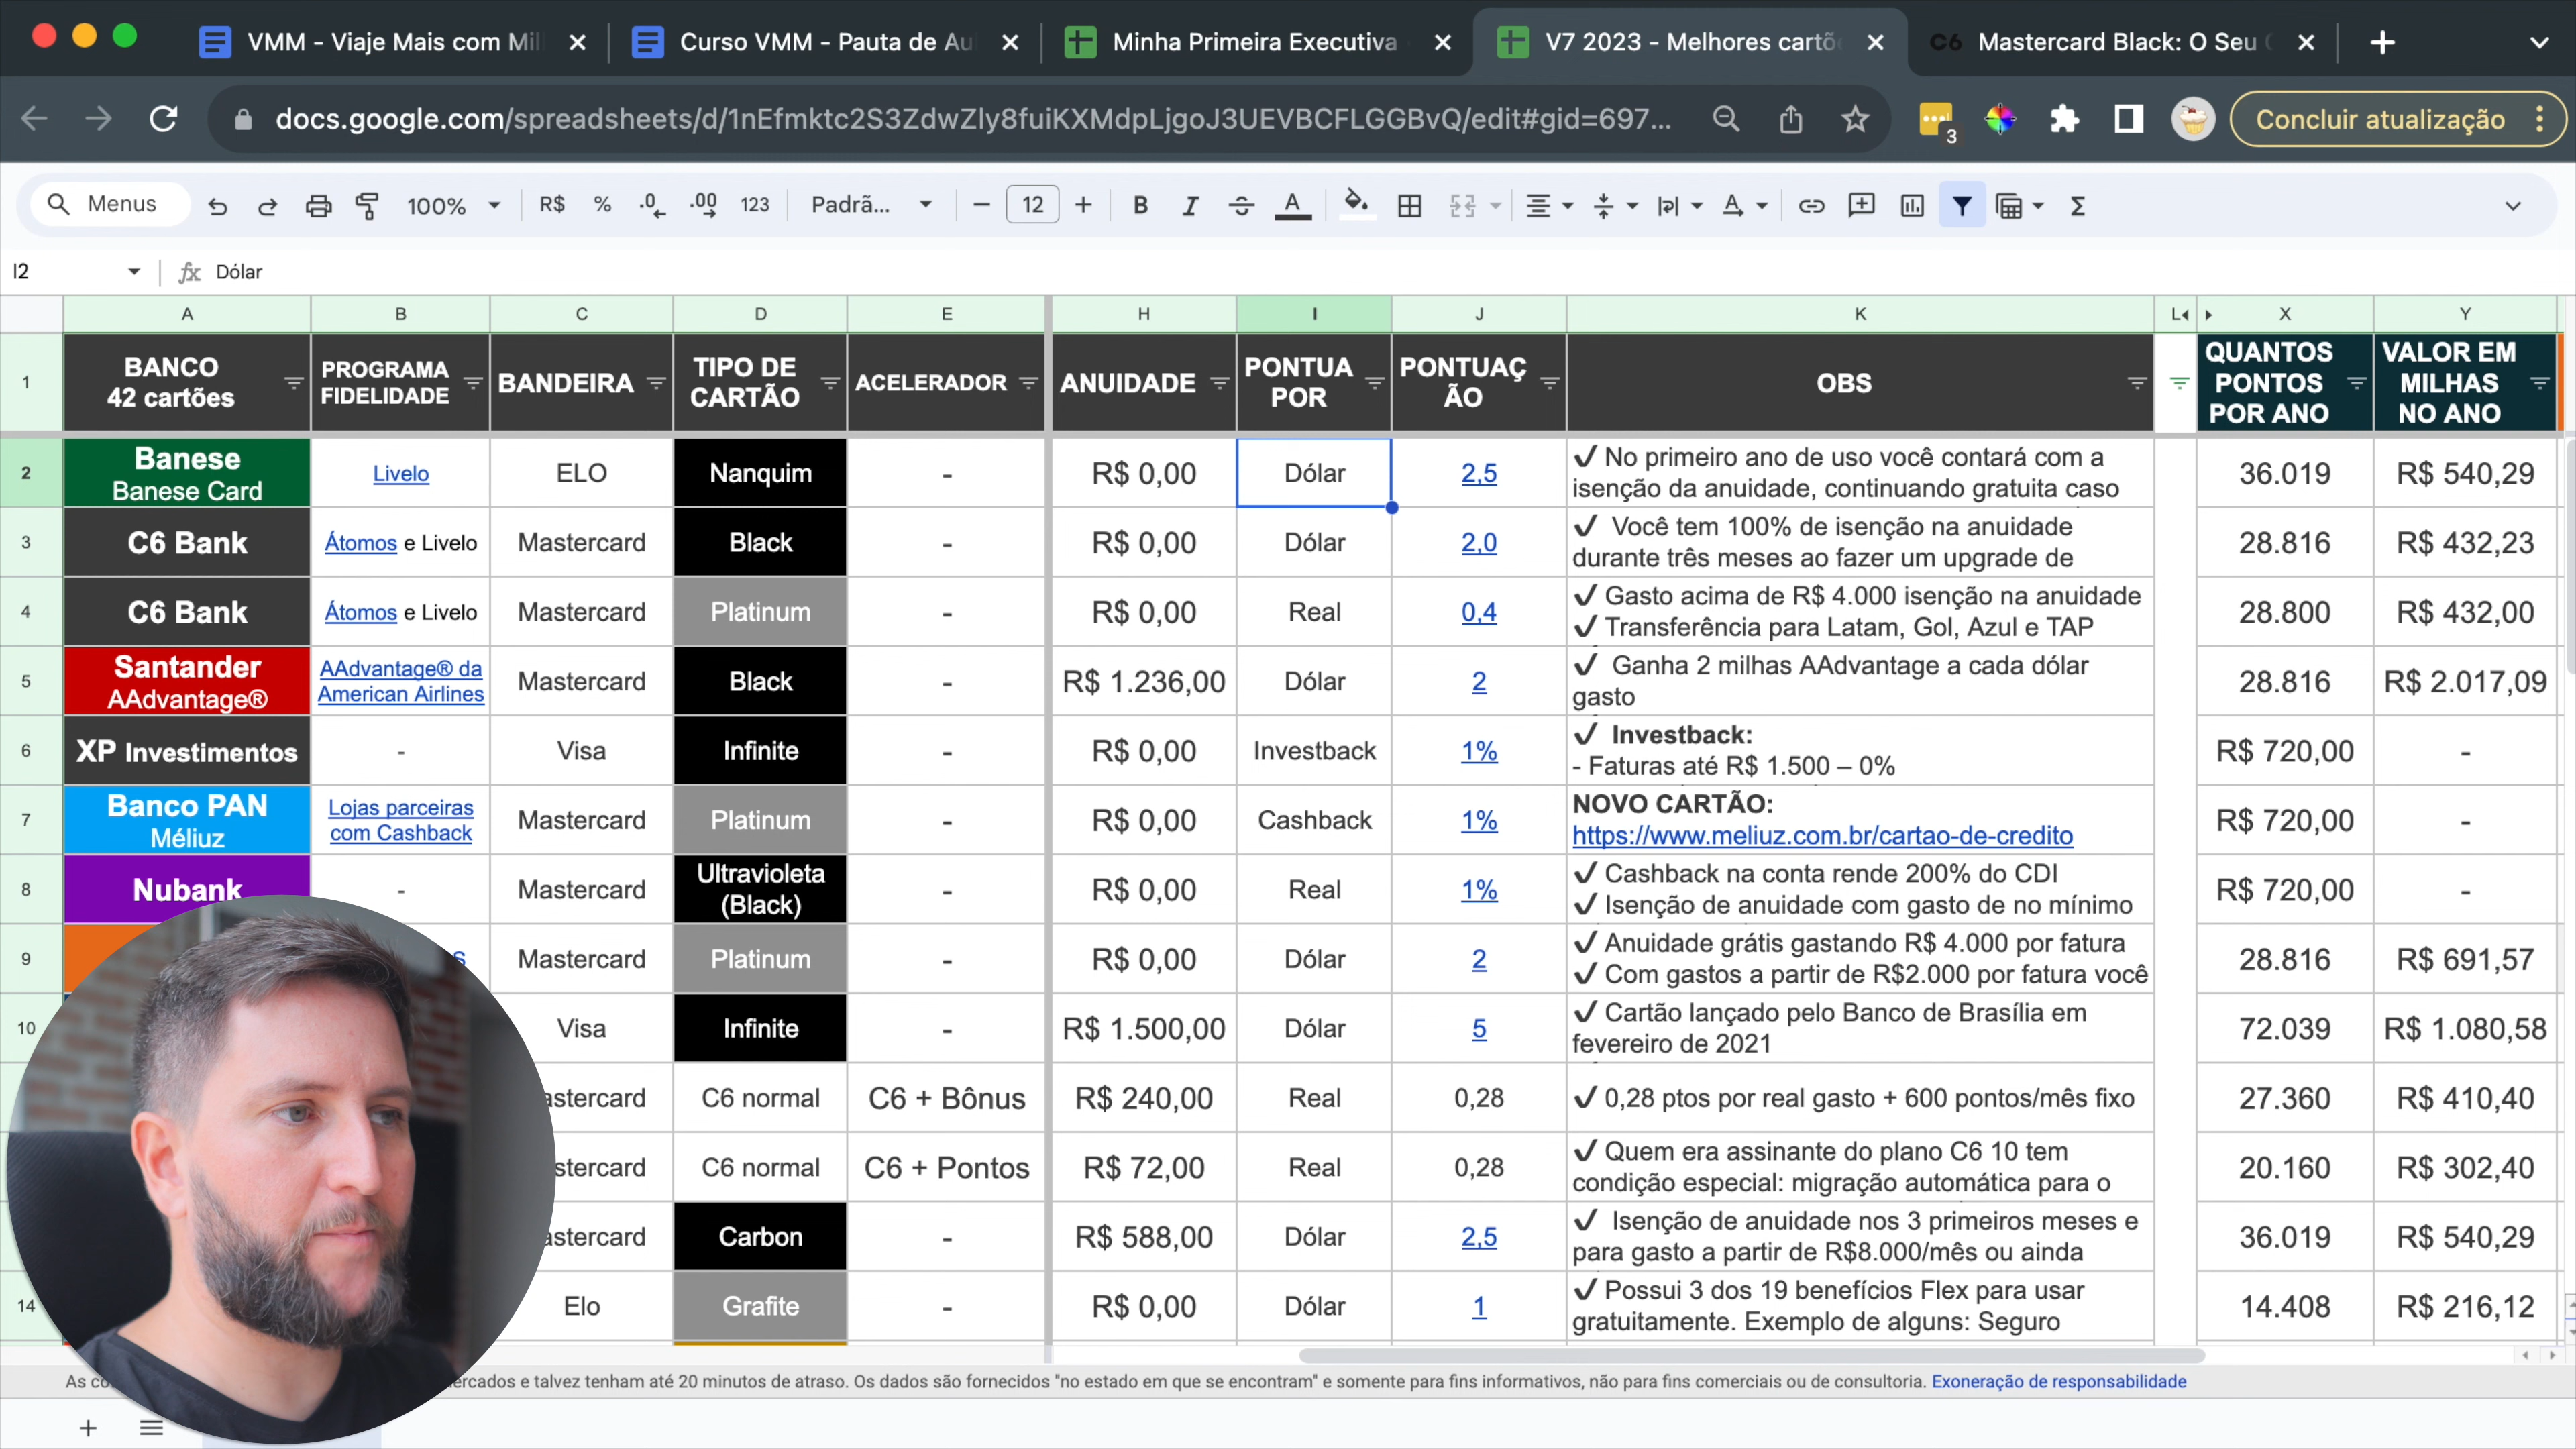 VMM - Viaje Mais com Mil
Curso VMM - Pauta de Au
Minha Primeira Executiva
V7 2023 - Melhores cartõ
C6 Mastercard Black: O Seu
docs.google.com/spreadsheets/d/1nEfmktc2S3ZdwZly8fuiKXMdpLjgoJ3UEVBCFLGGBvQ/edit#gid=697...
3
Concluir atualização
Menus
100%
R$ % .0 .00 123
Padrã...
12
B I A
I2
fx Dólar
A B C D E H I J K L X Y
1
BANCO
42 cartões
PROGRAMA
FIDELIDADE
BANDEIRA
TIPO DE
CARTÃO
ACELERADOR
ANUIDADE
PONTUA
POR
PONTUAÇ
ÃO
OBS
QUANTOS
PONTOS
POR ANO
VALOR EM
MILHAS
NO ANO
2
Banese
Banese Card
Livelo
ELO
Nanquim
-
R$ 0,00
Dólar
2,5
✓ No primeiro ano de uso você contará com a
isenção da anuidade, continuando gratuita caso
36.019
R$ 540,29
3
C6 Bank
Átomos e Livelo
Mastercard
Black
-
R$ 0,00
Dólar
2,0
✓ Você tem 100% de isenção na anuidade
durante três meses ao fazer um upgrade de
28.816
R$ 432,23
4
C6 Bank
Átomos e Livelo
Mastercard
Platinum
-
R$ 0,00
Real
0,4
✓ Gasto acima de R$ 4.000 isenção na anuidade
✓ Transferência para Latam, Gol, Azul e TAP
28.800
R$ 432,00
5
Santander
AAdvantage®
AAdvantage® da
American Airlines
Mastercard
Black
-
R$ 1.236,00
Dólar
2
✓ Ganha 2 milhas AAdvantage a cada dólar
gasto
28.816
R$ 2.017,09
6
XP Investimentos
-
Visa
Infinite
-
R$ 0,00
Investback
1%
✓ Investback:
- Faturas até R$ 1.500 – 0%
R$ 720,00
-
7
Banco PAN
Méliuz
Lojas parceiras
com Cashback
Mastercard
Platinum
-
R$ 0,00
Cashback
1%
NOVO CARTÃO:
https://www.meliuz.com.br/cartao-de-credito
R$ 720,00
-
8
Nubank
-
Mastercard
Ultravioleta
(Black)
-
R$ 0,00
Real
1%
✓ Cashback na conta rende 200% do CDI
✓ Isenção de anuidade com gasto de no mínimo
R$ 720,00
-
9
s
Mastercard
Platinum
-
R$ 0,00
Dólar
2
✓ Anuidade grátis gastando R$ 4.000 por fatura
✓ Com gastos a partir de R$2.000 por fatura você
28.816
R$ 691,57
10
Visa
Infinite
-
R$ 1.500,00
Dólar
5
✓ Cartão lançado pelo Banco de Brasília em
fevereiro de 2021
72.039
R$ 1.080,58
astercard
C6 normal
C6 + Bônus
R$ 240,00
Real
0,28
✓ 0,28 ptos por real gasto + 600 pontos/mês fixo
27.360
R$ 410,40
stercard
C6 normal
C6 + Pontos
R$ 72,00
Real
0,28
✓ Quem era assinante do plano C6 10 tem
condição especial: migração automática para o
20.160
R$ 302,40
astercard
Carbon
-
R$ 588,00
Dólar
2,5
✓ Isenção de anuidade nos 3 primeiros meses e
para gasto a partir de R$8.000/mês ou ainda
36.019
R$ 540,29
14
Elo
Grafite
-
R$ 0,00
Dólar
1
✓ Possui 3 dos 19 benefícios Flex para usar
gratuitamente. Exemplo de alguns: Seguro
14.408
R$ 216,12
As co
ercados e talvez tenham até 20 minutos de atraso. Os dados são fornecidos "no estado em que se encontram" e somente para fins informativos, não para fins comerciais ou de consultoria. Exoneração de responsabilidade